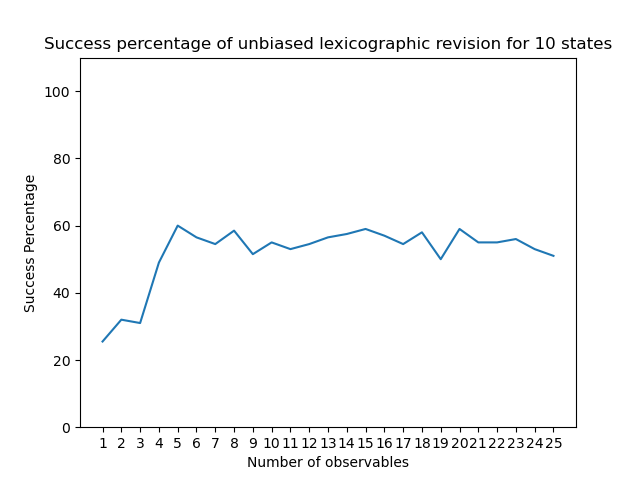 Success percentage of unbiased lexicographic revision for 10 states
100
80
60
40
20
0
Success Percentage
1 2 3 4 5 6 7 8 9 10 11 12 13 14 15 16 17 18 19 20 21 22 23 24 25
Number of observables